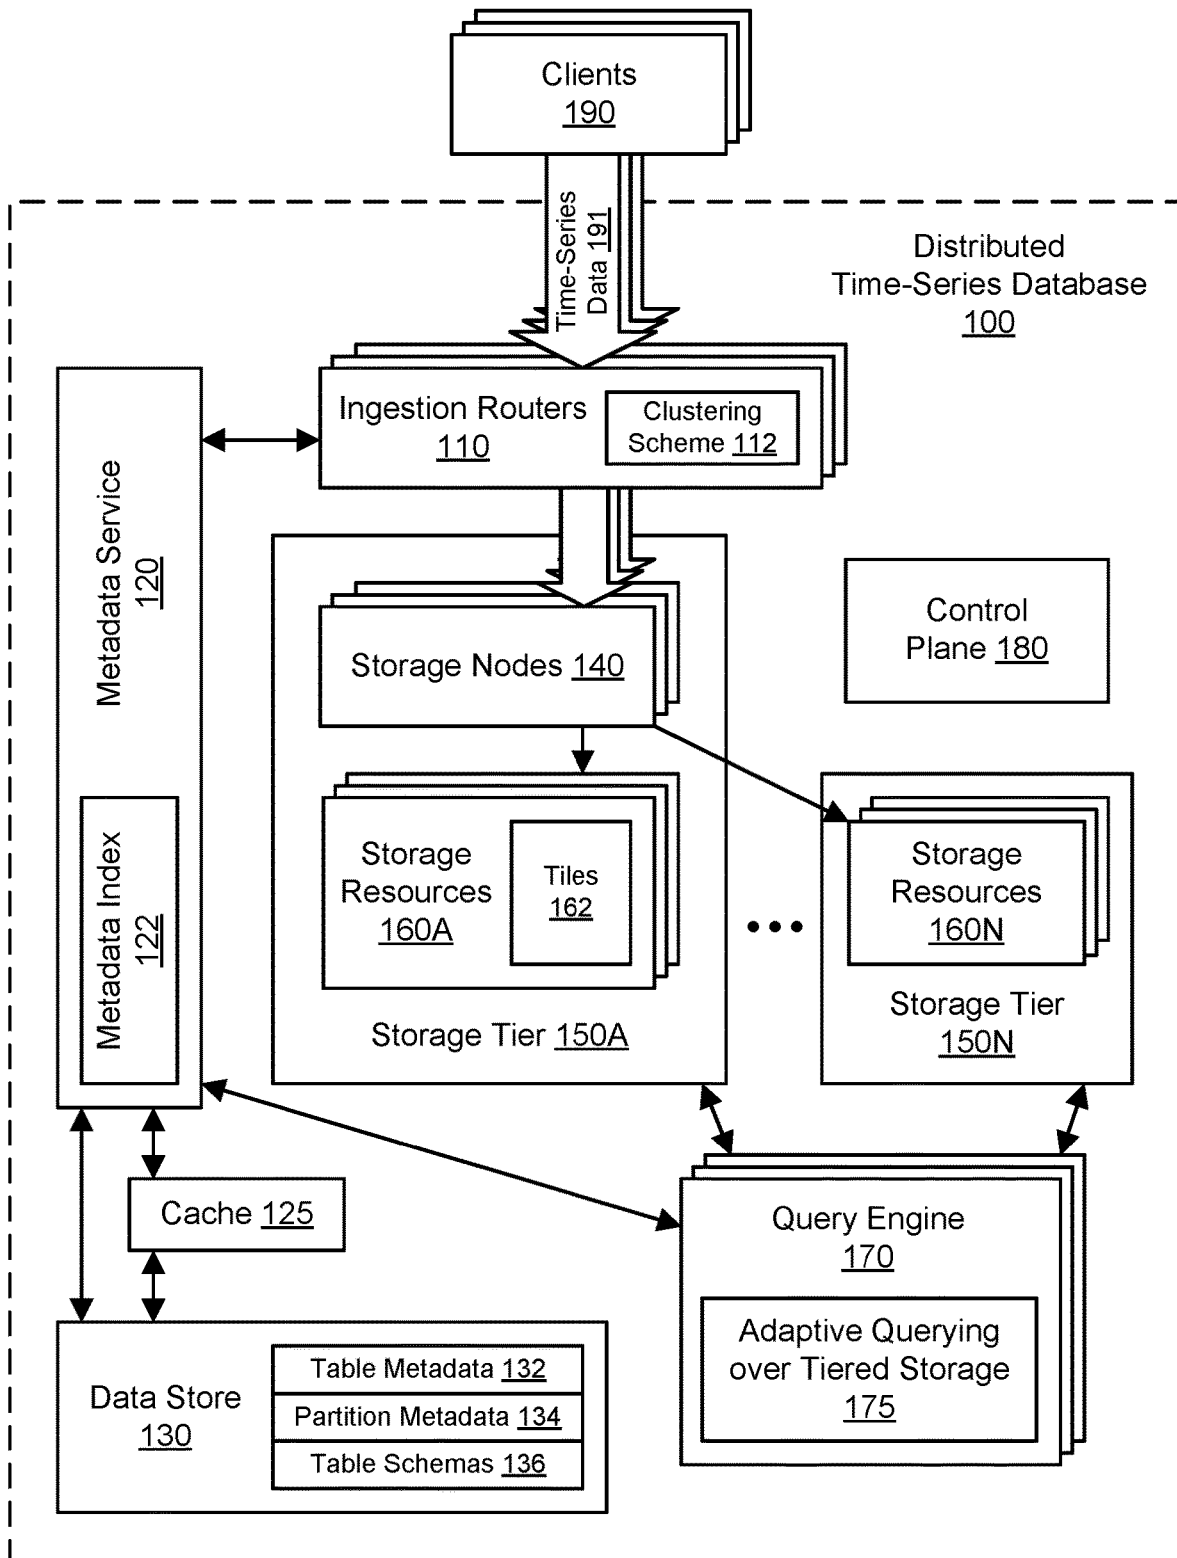 Clients
190
Time-Series
Data 191
Distributed
Time-Series Database
100
Ingestion Routers
110
Clustering
Scheme 112
Metadata Service
120
Metadata Index
122
Storage Nodes 140
Control
Plane 180
Storage
Resources
160A
Tiles
162
Storage Tier 150A
Storage
Resources
160N
Storage Tier
150N
Cache 125
Query Engine
170
Adaptive Querying
over Tiered Storage
175
Data Store
130
Table Metadata 132
Partition Metadata 134
Table Schemas 136